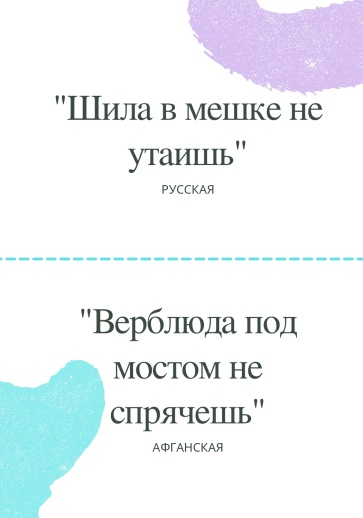 "Шила в мешке не
утаишь"
РУССКАЯ
"Верблюда под
мостом не
спрячешь"
АФГАНСКАЯ